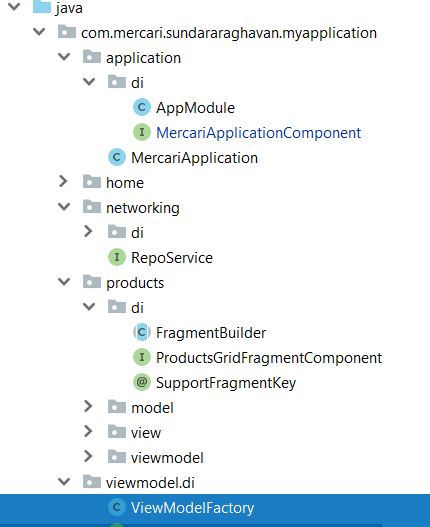 java
com.mercari.sundararaghavan.myapplication
application
di
C AppModule
I MercariApplicationComponent
C MercariApplication
home
networking
di
I RepoService
products
di
C FragmentBuilder
I ProductsGridFragmentComponent
@ SupportFragmentKey
model
view
viewmodel
viewmodel.di
C ViewModelFactory